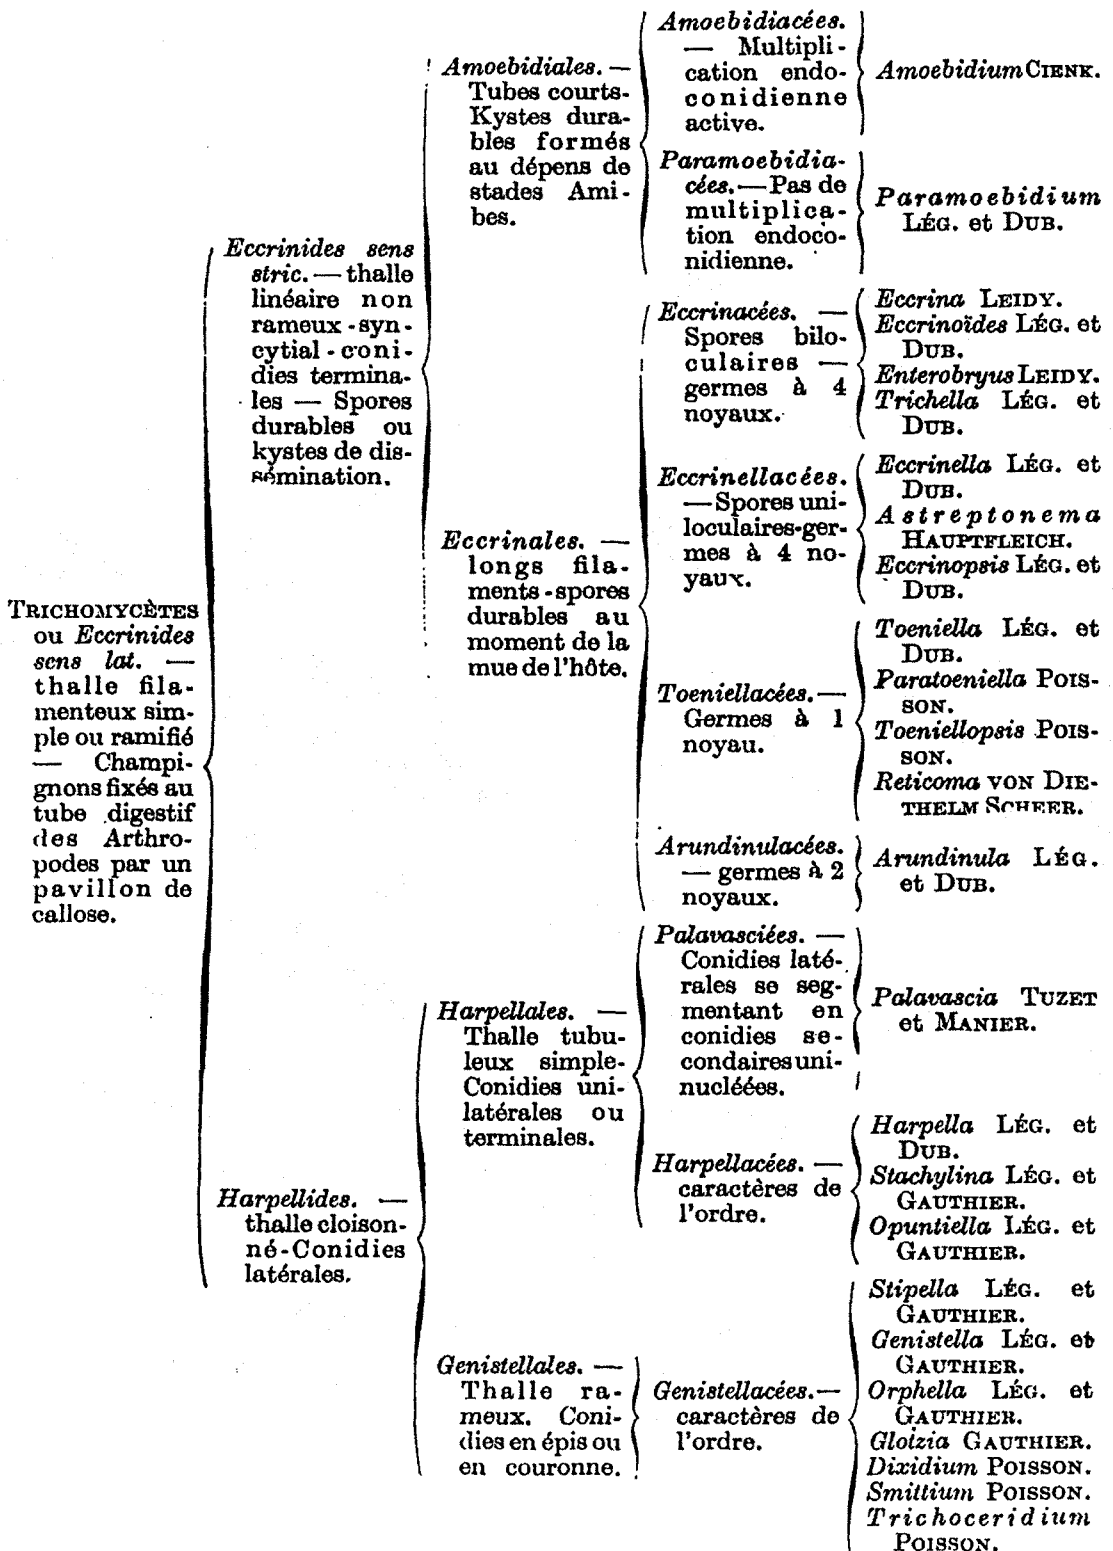 TRICHOMYCÈTES
ou Eccrinides
sens lat. —
thalle fila-
menteux sim-
ple ou ramifié
— Champi-
gnons fixés au
tube digestif
des Arthro-
podes par un
pavillon de
callose.
Eccrinides sens
stric. — thalle
linéaire non
rameux - syn-
cytial - coni-
dies termina-
les — Spores
durables ou
kystes de dis-
sémination.
Amoebidiales. —
Tubes courts-
Kystes dura-
bles formés
au dépens de
stades Ami-
bes.
Amoebidiacées.
— Multipli-
cation endo-
conidienne
active.
Amoebidium CIENK.
Paramoebidia-
cées. — Pas de
multiplica-
tion endoco-
nidienne.
Paramoebidium
LÉG. et DUB.
Eccrinales. —
longs fila-
ments - spores
durables au
moment de la
mue de l'hôte.
Eccrinacées. —
Spores bilo-
culaires —
germes à 4
noyaux.
Eccrina LEIDY.
Eccrinoïdes LÉG. et
DUB.
Enterobryus LEIDY.
Trichella LÉG. et
DUB.
Eccrinellacées.
— Spores uni-
loculaires-ger-
mes à 4 no-
yaux.
Eccrinella LÉG. et
DUB.
Astreptonema
HAUPTFLEICH.
Eccrinopsis LÉG. et
DUB.
Toeniellacées. —
Germes à 1
noyau.
Toeniella LÉG. et
DUB.
Paratoeniella POIS-
SON.
Toeniellopsis POIS-
SON.
Reticoma VON DIE-
THELM SCHEER.
Arundinulacées.
— germes à 2
noyaux.
Arundinula LÉG.
et DUB.
Harpellides. —
thalle cloison-
né - Conidies
latérales.
Harpellales. —
Thalle tubu-
leux simple-
Conidies uni-
latérales ou
terminales.
Palavasciées. —
Conidies laté-
rales se seg-
mentant en
conidies se-
condaires uni-
nucléées.
Palavascia TUZET
et MANIER.
Harpellacées. —
caractères de
l'ordre.
Harpella LÉG. et
DUB.
Stachylina LÉG. et
GAUTHIER.
Opuntiella LÉG. et
GAUTHIER.
Genistellales. —
Thalle ra-
meux. Coni-
dies en épis ou
en couronne.
Genistellacées. —
caractères de
l'ordre.
Stipella LÉG. et
GAUTHIER.
Genistella LÉG. et
GAUTHIER.
Orphella LÉG. et
GAUTHIER.
Glotzia GAUTHIER.
Dixidium POISSON.
Smittium POISSON.
Trichoceridium
POISSON.